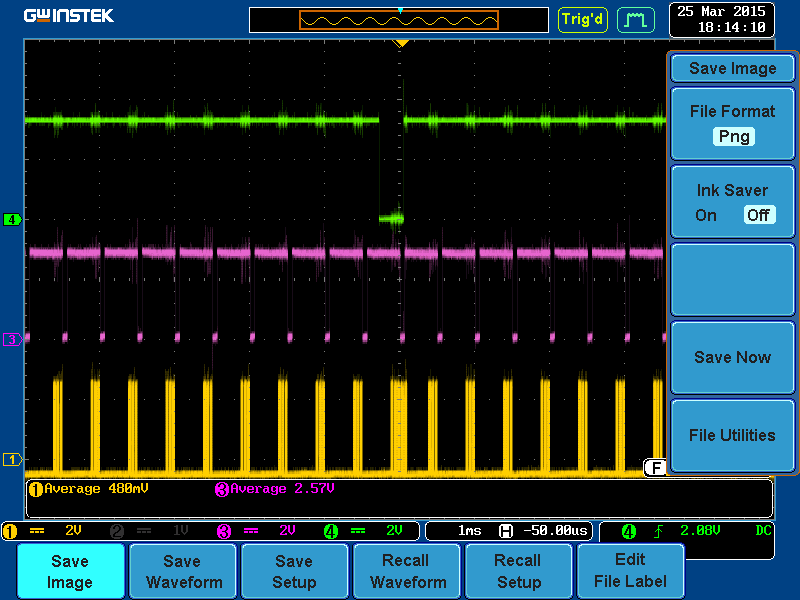 GWINSTEK
Trig'd
25 Mar 2015
18:14:10
Save Image
File Format
Png
Ink Saver
On Off
Save Now
File Utilities
4
3
1
F
1 Average 480mV 3 Average 2.57V
1 2V 2 1V 3 2V 4 2V 1ms H -50.00us 4 2.08V DC
Save Image
Save Waveform
Save Setup
Recall Waveform
Recall Setup
Edit File Label